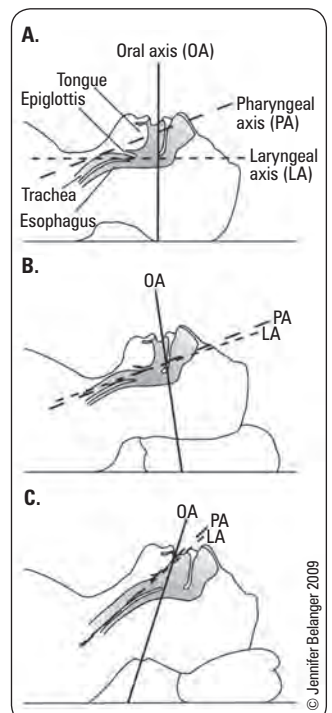 A.
Oral axis (OA)
Tongue
Epiglottis
Pharyngeal
axis (PA)
Laryngeal
axis (LA)
Trachea
Esophagus
B.
OA
PA
LA
C.
OA
PA
LA
© Jennifer Belanger 2009